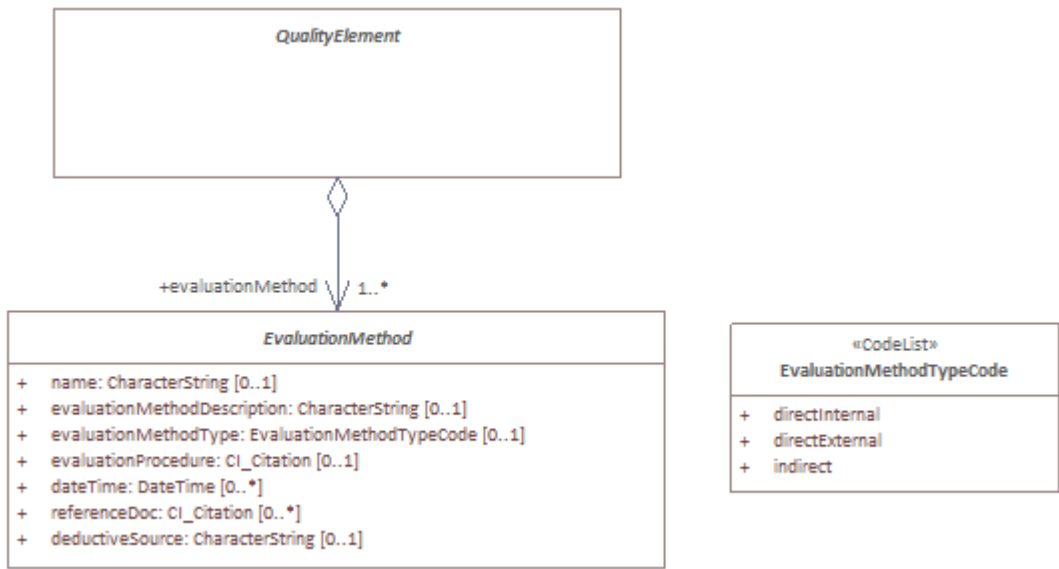 QualityElement
+evaluationMethod 1..*
EvaluationMethod
+ name: CharacterString [0..1]
+ evaluationMethodDescription: CharacterString [0..1]
+ evaluationMethodType: EvaluationMethodTypeCode [0..1]
+ evaluationProcedure: CI_Citation [0..1]
+ dateTime: DateTime [0..*]
+ referenceDoc: CI_Citation [0..*]
+ deductiveSource: CharacterString [0..1]
«CodeList»
EvaluationMethodTypeCode
+ directInternal
+ directExternal
+ indirect